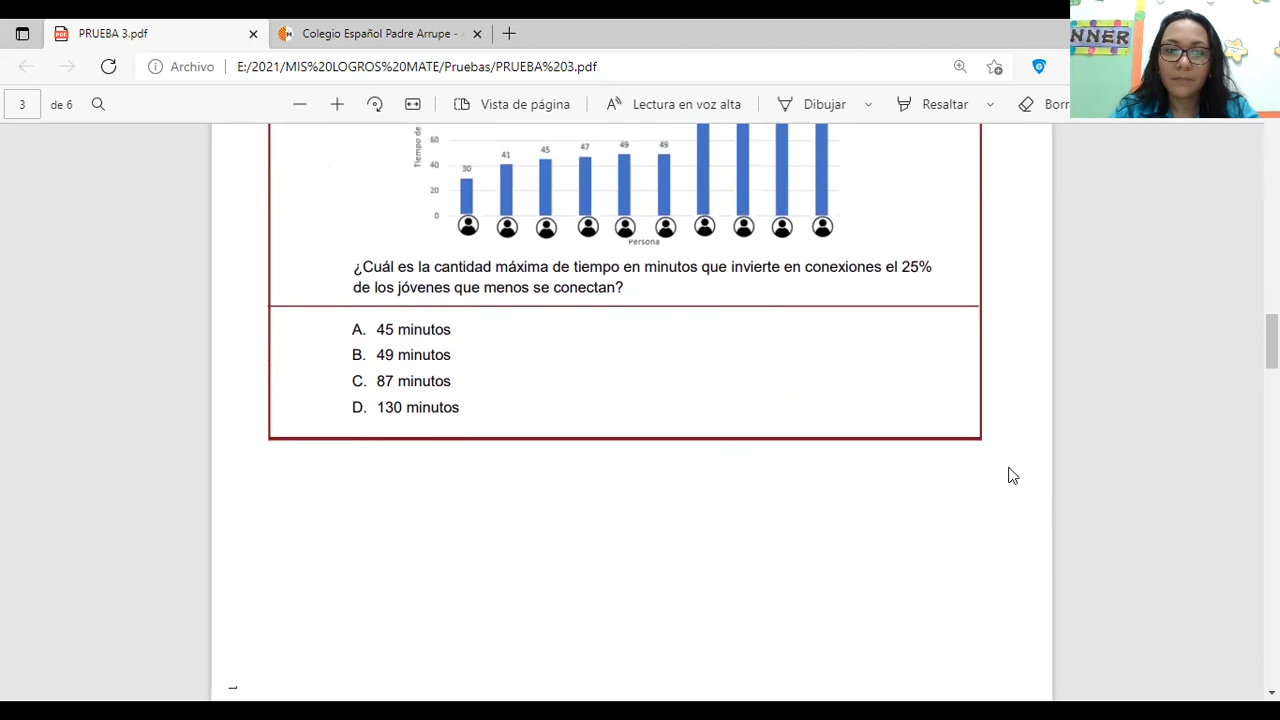 NNER
PRUEBA 3.pdf
Colegio Español Padre Arrupe -
Archivo
E:/2021/MIS%20LOGROS%20MATE/Pruebas/PRUEBA%203.pdf
3 de 6
Vista de página
Lectura en voz alta
Dibujar
Resaltar
Borr
Tiempo de
60
40
20
0
30
41
45
47
49
49
Persona
¿Cuál es la cantidad máxima de tiempo en minutos que invierte en conexiones el 25%
de los jóvenes que menos se conectan?
A. 45 minutos
B. 49 minutos
C. 87 minutos
D. 130 minutos